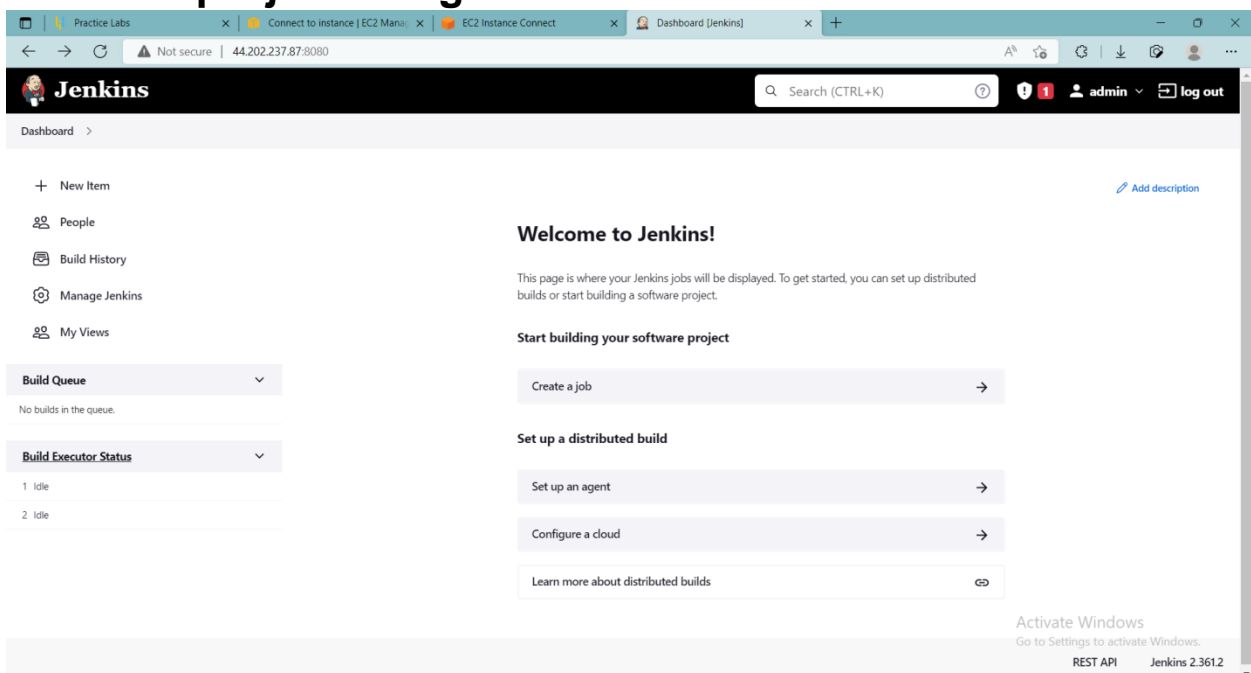 Practice Labs
Connect to instance | EC2 Manag
EC2 Instance Connect
Dashboard [Jenkins]
Not secure | 44.202.237.87:8080
Jenkins
Search (CTRL+K)
1
admin
log out
Dashboard
New Item
Add description
People
Build History
Manage Jenkins
My Views
Welcome to Jenkins!
This page is where your Jenkins jobs will be displayed. To get started, you can set up distributed
builds or start building a software project.
Start building your software project
Create a job
Set up a distributed build
Set up an agent
Configure a cloud
Learn more about distributed builds
Build Queue
No builds in the queue.
Build Executor Status
1 Idle
2 Idle
Activate Windows
Go to Settings to activate Windows.
REST API
Jenkins 2.361.2